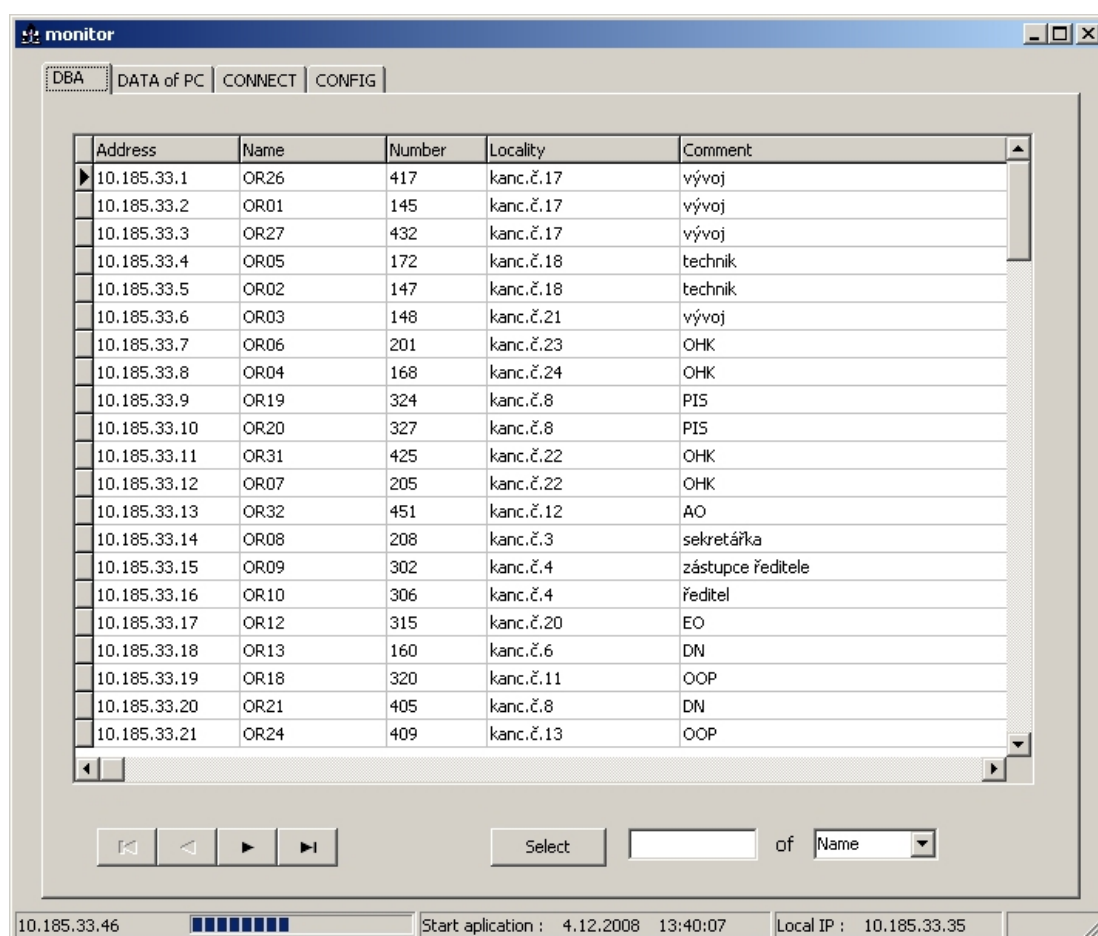 monitor
DBA DATA of PC CONNECT CONFIG
Address Name Number Locality Comment
10.185.33.1 OR26 417 kanc.č.17 vývoj
10.185.33.2 OR01 145 kanc.č.17 vývoj
10.185.33.3 OR27 432 kanc.č.17 vývoj
10.185.33.4 OR05 172 kanc.č.18 technik
10.185.33.5 OR02 147 kanc.č.18 technik
10.185.33.6 OR03 148 kanc.č.21 vývoj
10.185.33.7 OR06 201 kanc.č.23 OHK
10.185.33.8 OR04 168 kanc.č.24 OHK
10.185.33.9 OR19 324 kanc.č.8 PIS
10.185.33.10 OR20 327 kanc.č.8 PIS
10.185.33.11 OR31 425 kanc.č.22 OHK
10.185.33.12 OR07 205 kanc.č.22 OHK
10.185.33.13 OR32 451 kanc.č.12 AO
10.185.33.14 OR08 208 kanc.č.3 sekretářka
10.185.33.15 OR09 302 kanc.č.4 zástupce ředitele
10.185.33.16 OR10 306 kanc.č.4 ředitel
10.185.33.17 OR12 315 kanc.č.20 EO
10.185.33.18 OR13 160 kanc.č.6 DN
10.185.33.19 OR18 320 kanc.č.11 OOP
10.185.33.20 OR21 405 kanc.č.8 DN
10.185.33.21 OR24 409 kanc.č.13 OOP
Select of Name
10.185.33.46 Start aplication : 4.12.2008 13:40:07 Local IP : 10.185.33.35